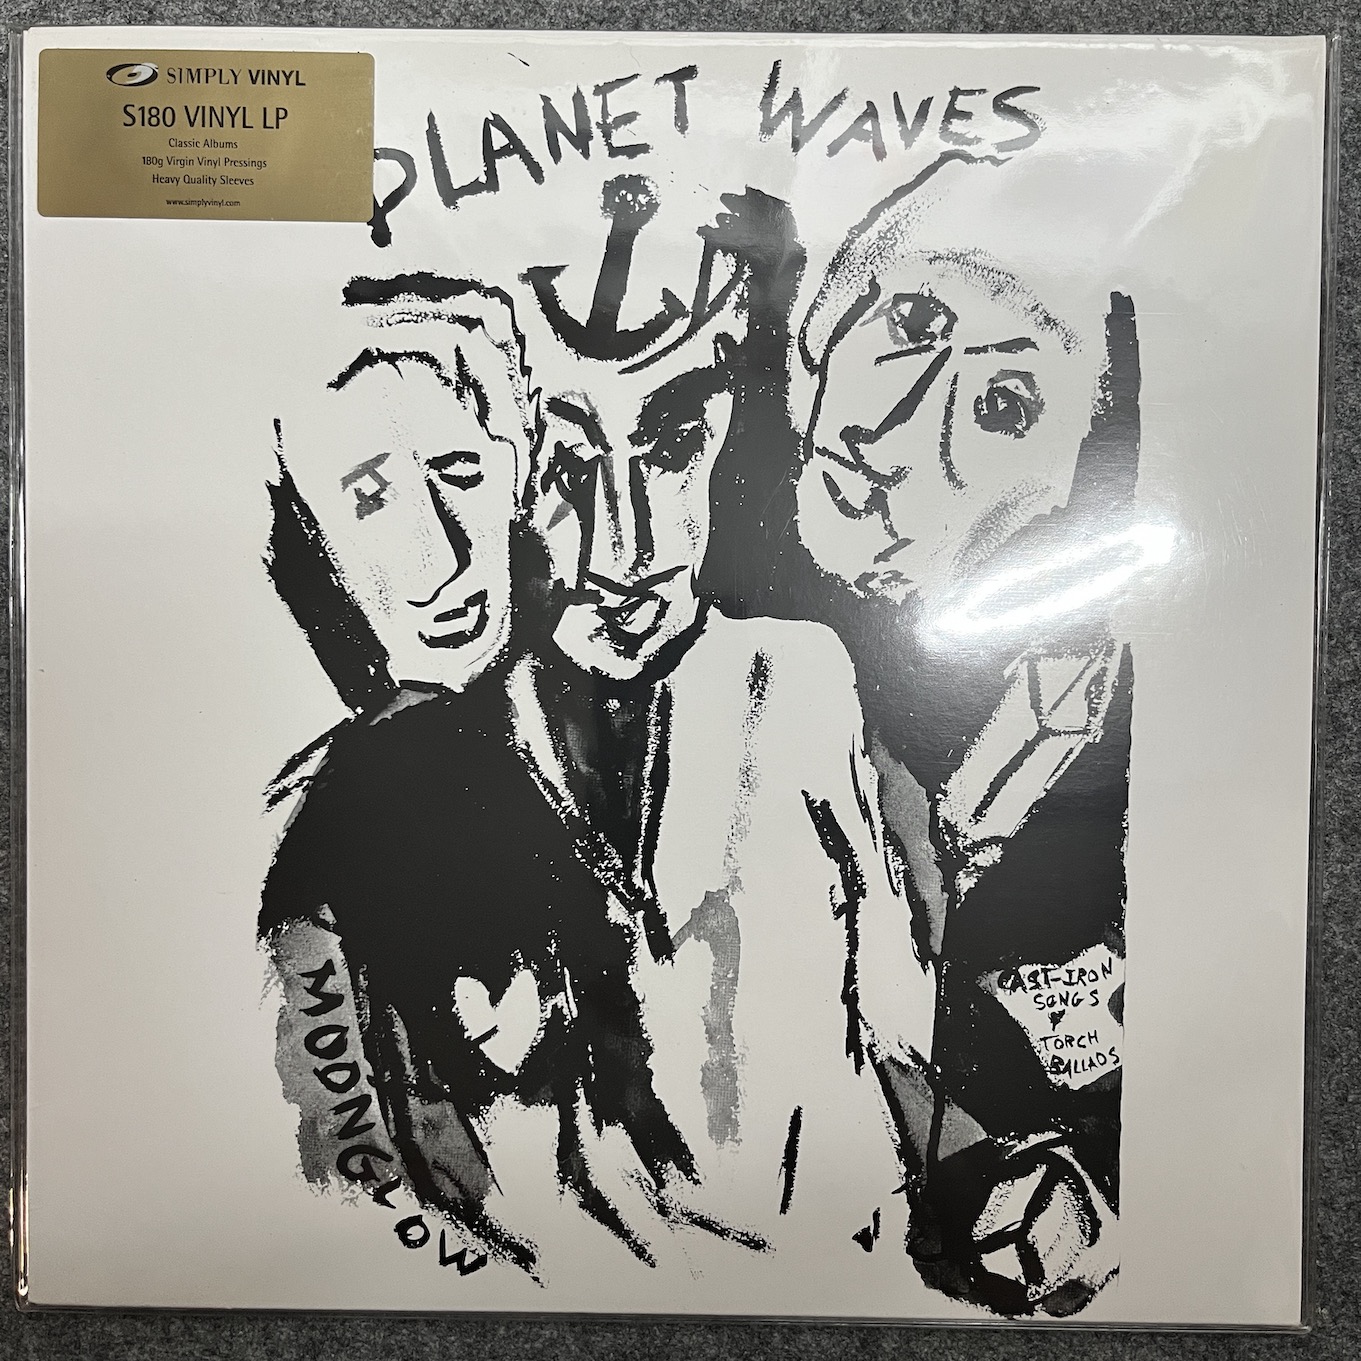 SIMPLY VINYL
S180 VINYL LP
Classic Albums
180g Virgin Vinyl Pressings
Heavy Quality Sleeves
www.simplyvinyl.com
PLANET WAVES
CAST-IRON
SONGS
&
TORCH
BALLADS
MOONGLOW